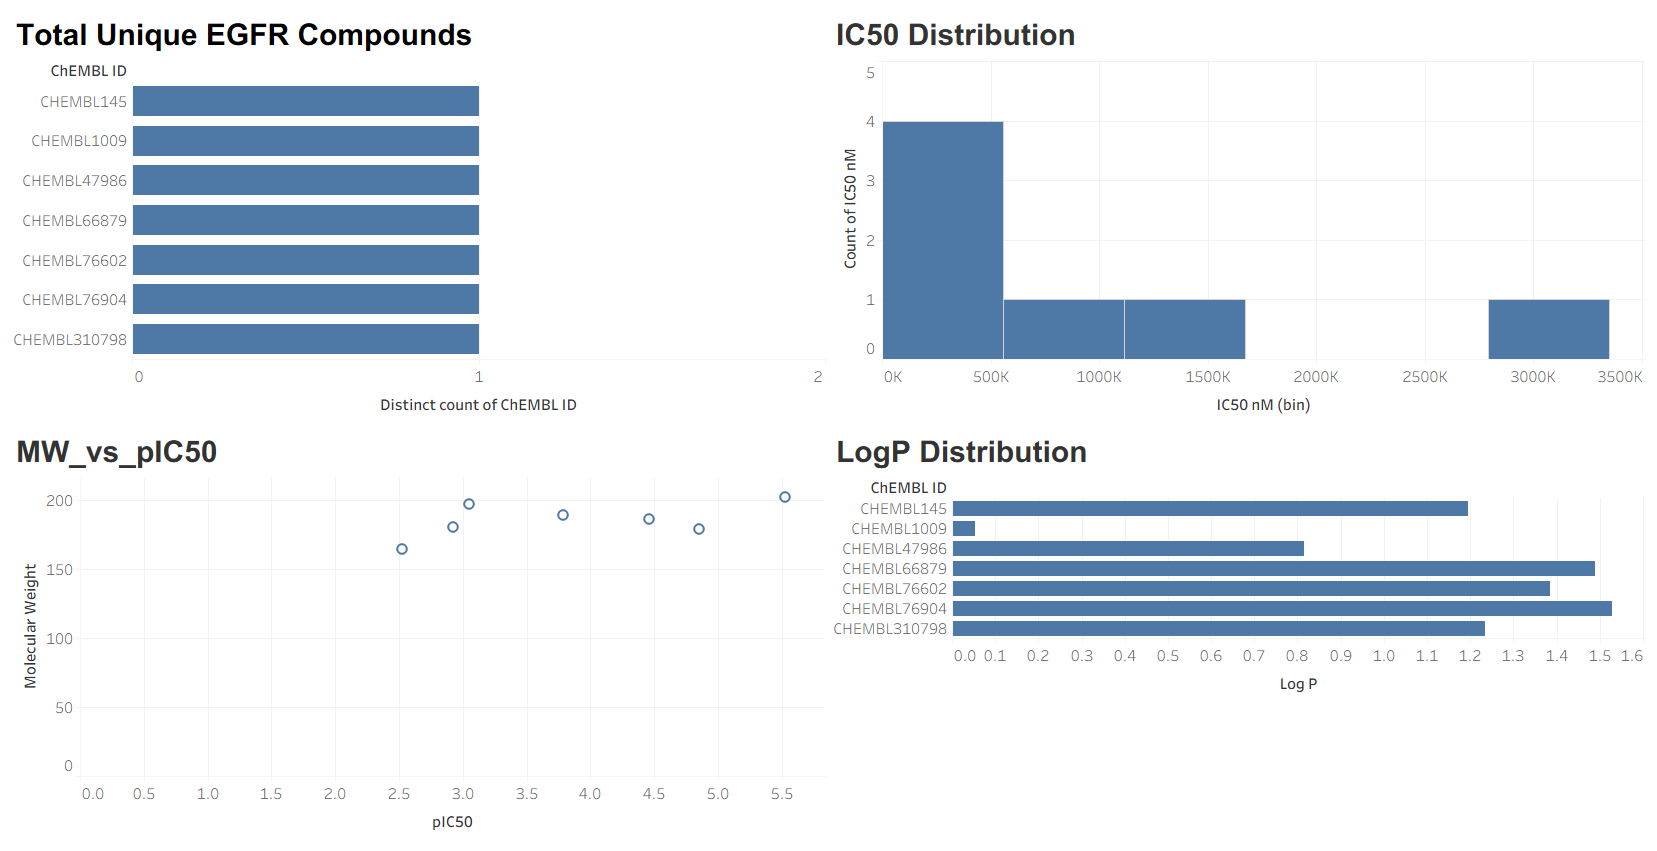 Total Unique EGFR Compounds
ChEMBL ID
CHEMBL145
CHEMBL1009
CHEMBL47986
CHEMBL66879
CHEMBL76602
CHEMBL76904
CHEMBL310798
0 1 2
Distinct count of ChEMBL ID
IC50 Distribution
5
4
3
2
1
0
Count of IC50 nM
0K 500K 1000K 1500K 2000K 2500K 3000K 3500K
IC50 nM (bin)
MW_vs_pIC50
200
150
100
50
0
Molecular Weight
0.0 0.5 1.0 1.5 2.0 2.5 3.0 3.5 4.0 4.5 5.0 5.5
pIC50
LogP Distribution
ChEMBL ID
CHEMBL145
CHEMBL1009
CHEMBL47986
CHEMBL66879
CHEMBL76602
CHEMBL76904
CHEMBL310798
0.0 0.1 0.2 0.3 0.4 0.5 0.6 0.7 0.8 0.9 1.0 1.1 1.2 1.3 1.4 1.5 1.6
Log P